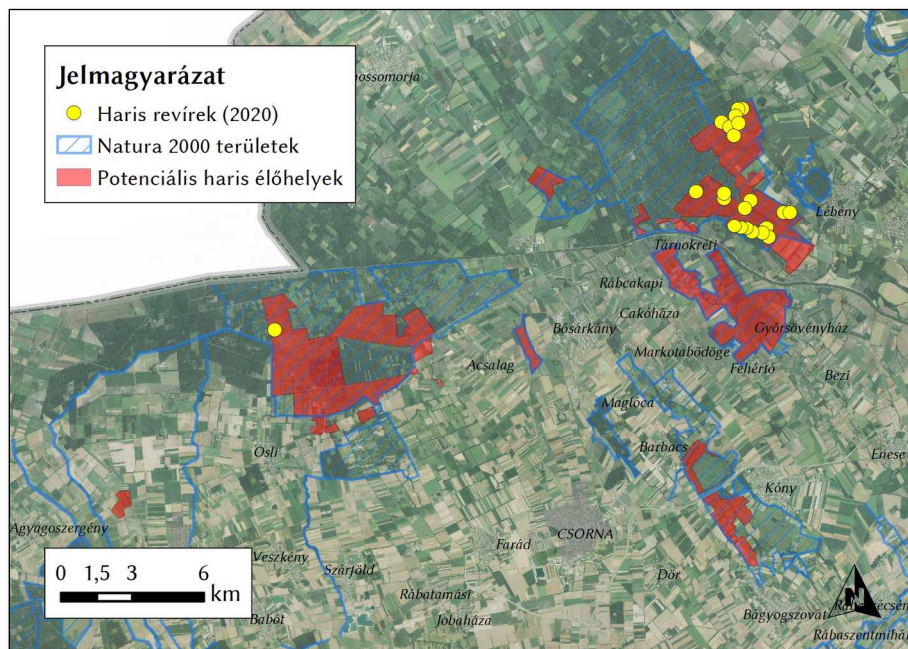 Jelmagyarázat
Haris revírek (2020)
Natura 2000 területek
Potenciális haris élőhelyek
ossomorja
Lébény
Tárnokréti
Rábcakapi
Cakóháza
Bősárkány
Győrsövényház
Markotabödöge
Fehértó
Acsalag
Bezi
Maglóca
Barbacs
Osli
Enese
Kóny
Agyagoszergény
CSORNA
Farád
Veszkény
Szárföld
Dör
Rábatamási
Bágyogszovát
Babót
Jobaháza
Rábaszentmihál
0 1,5 3 6
km
N